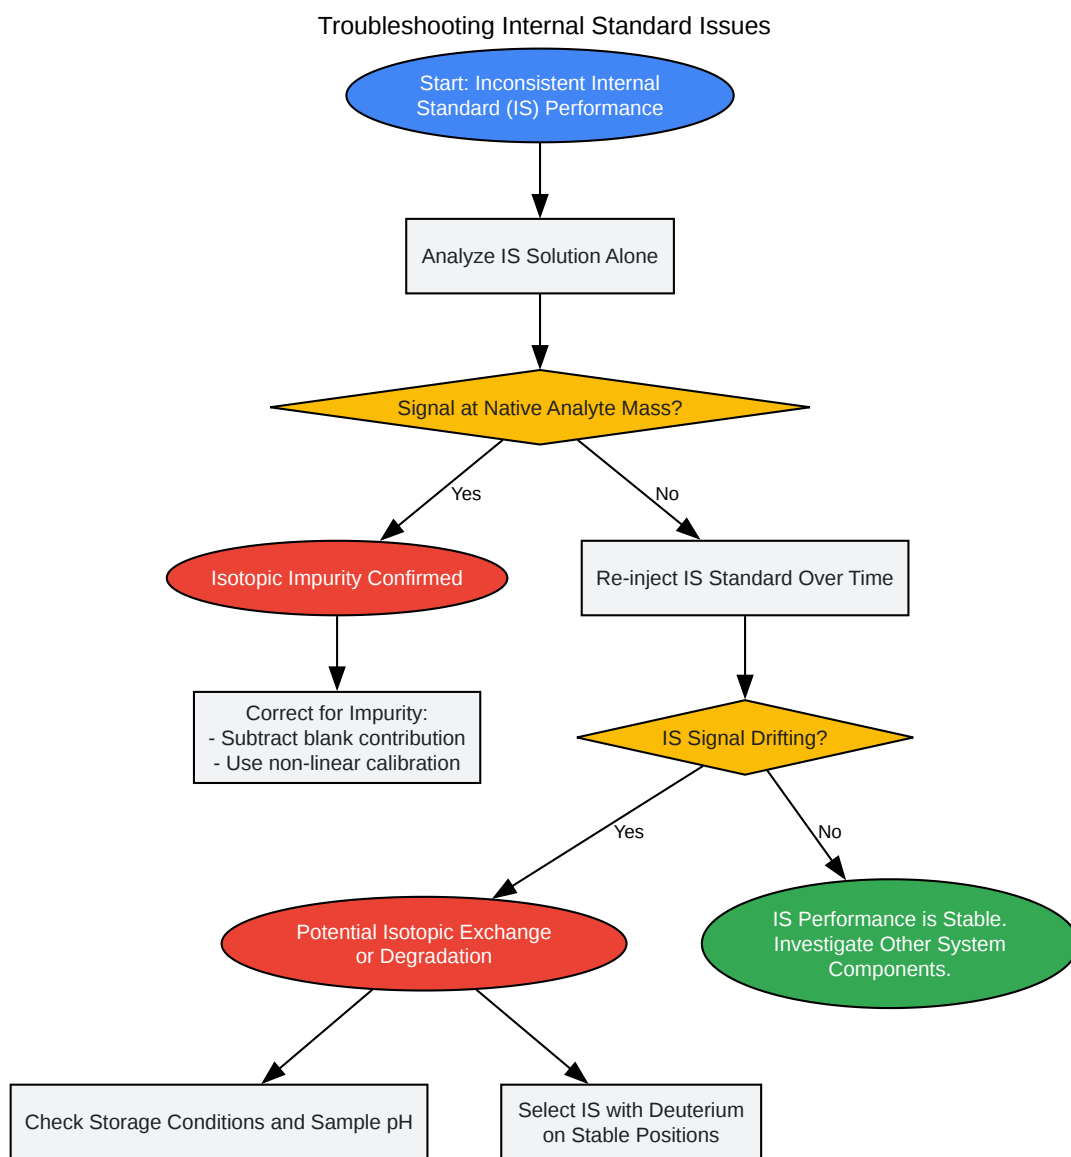 Troubleshooting Internal Standard Issues
Start: Inconsistent Internal
Standard (IS) Performance
Analyze IS Solution Alone
Signal at Native Analyte Mass?
Yes
No
Isotopic Impurity Confirmed
Re-inject IS Standard Over Time
Correct for Impurity:
- Subtract blank contribution
- Use non-linear calibration
IS Signal Drifting?
Yes
No
Potential Isotopic Exchange
or Degradation
IS Performance is Stable.
Investigate Other System
Components.
Check Storage Conditions and Sample pH
Select IS with Deuterium
on Stable Positions